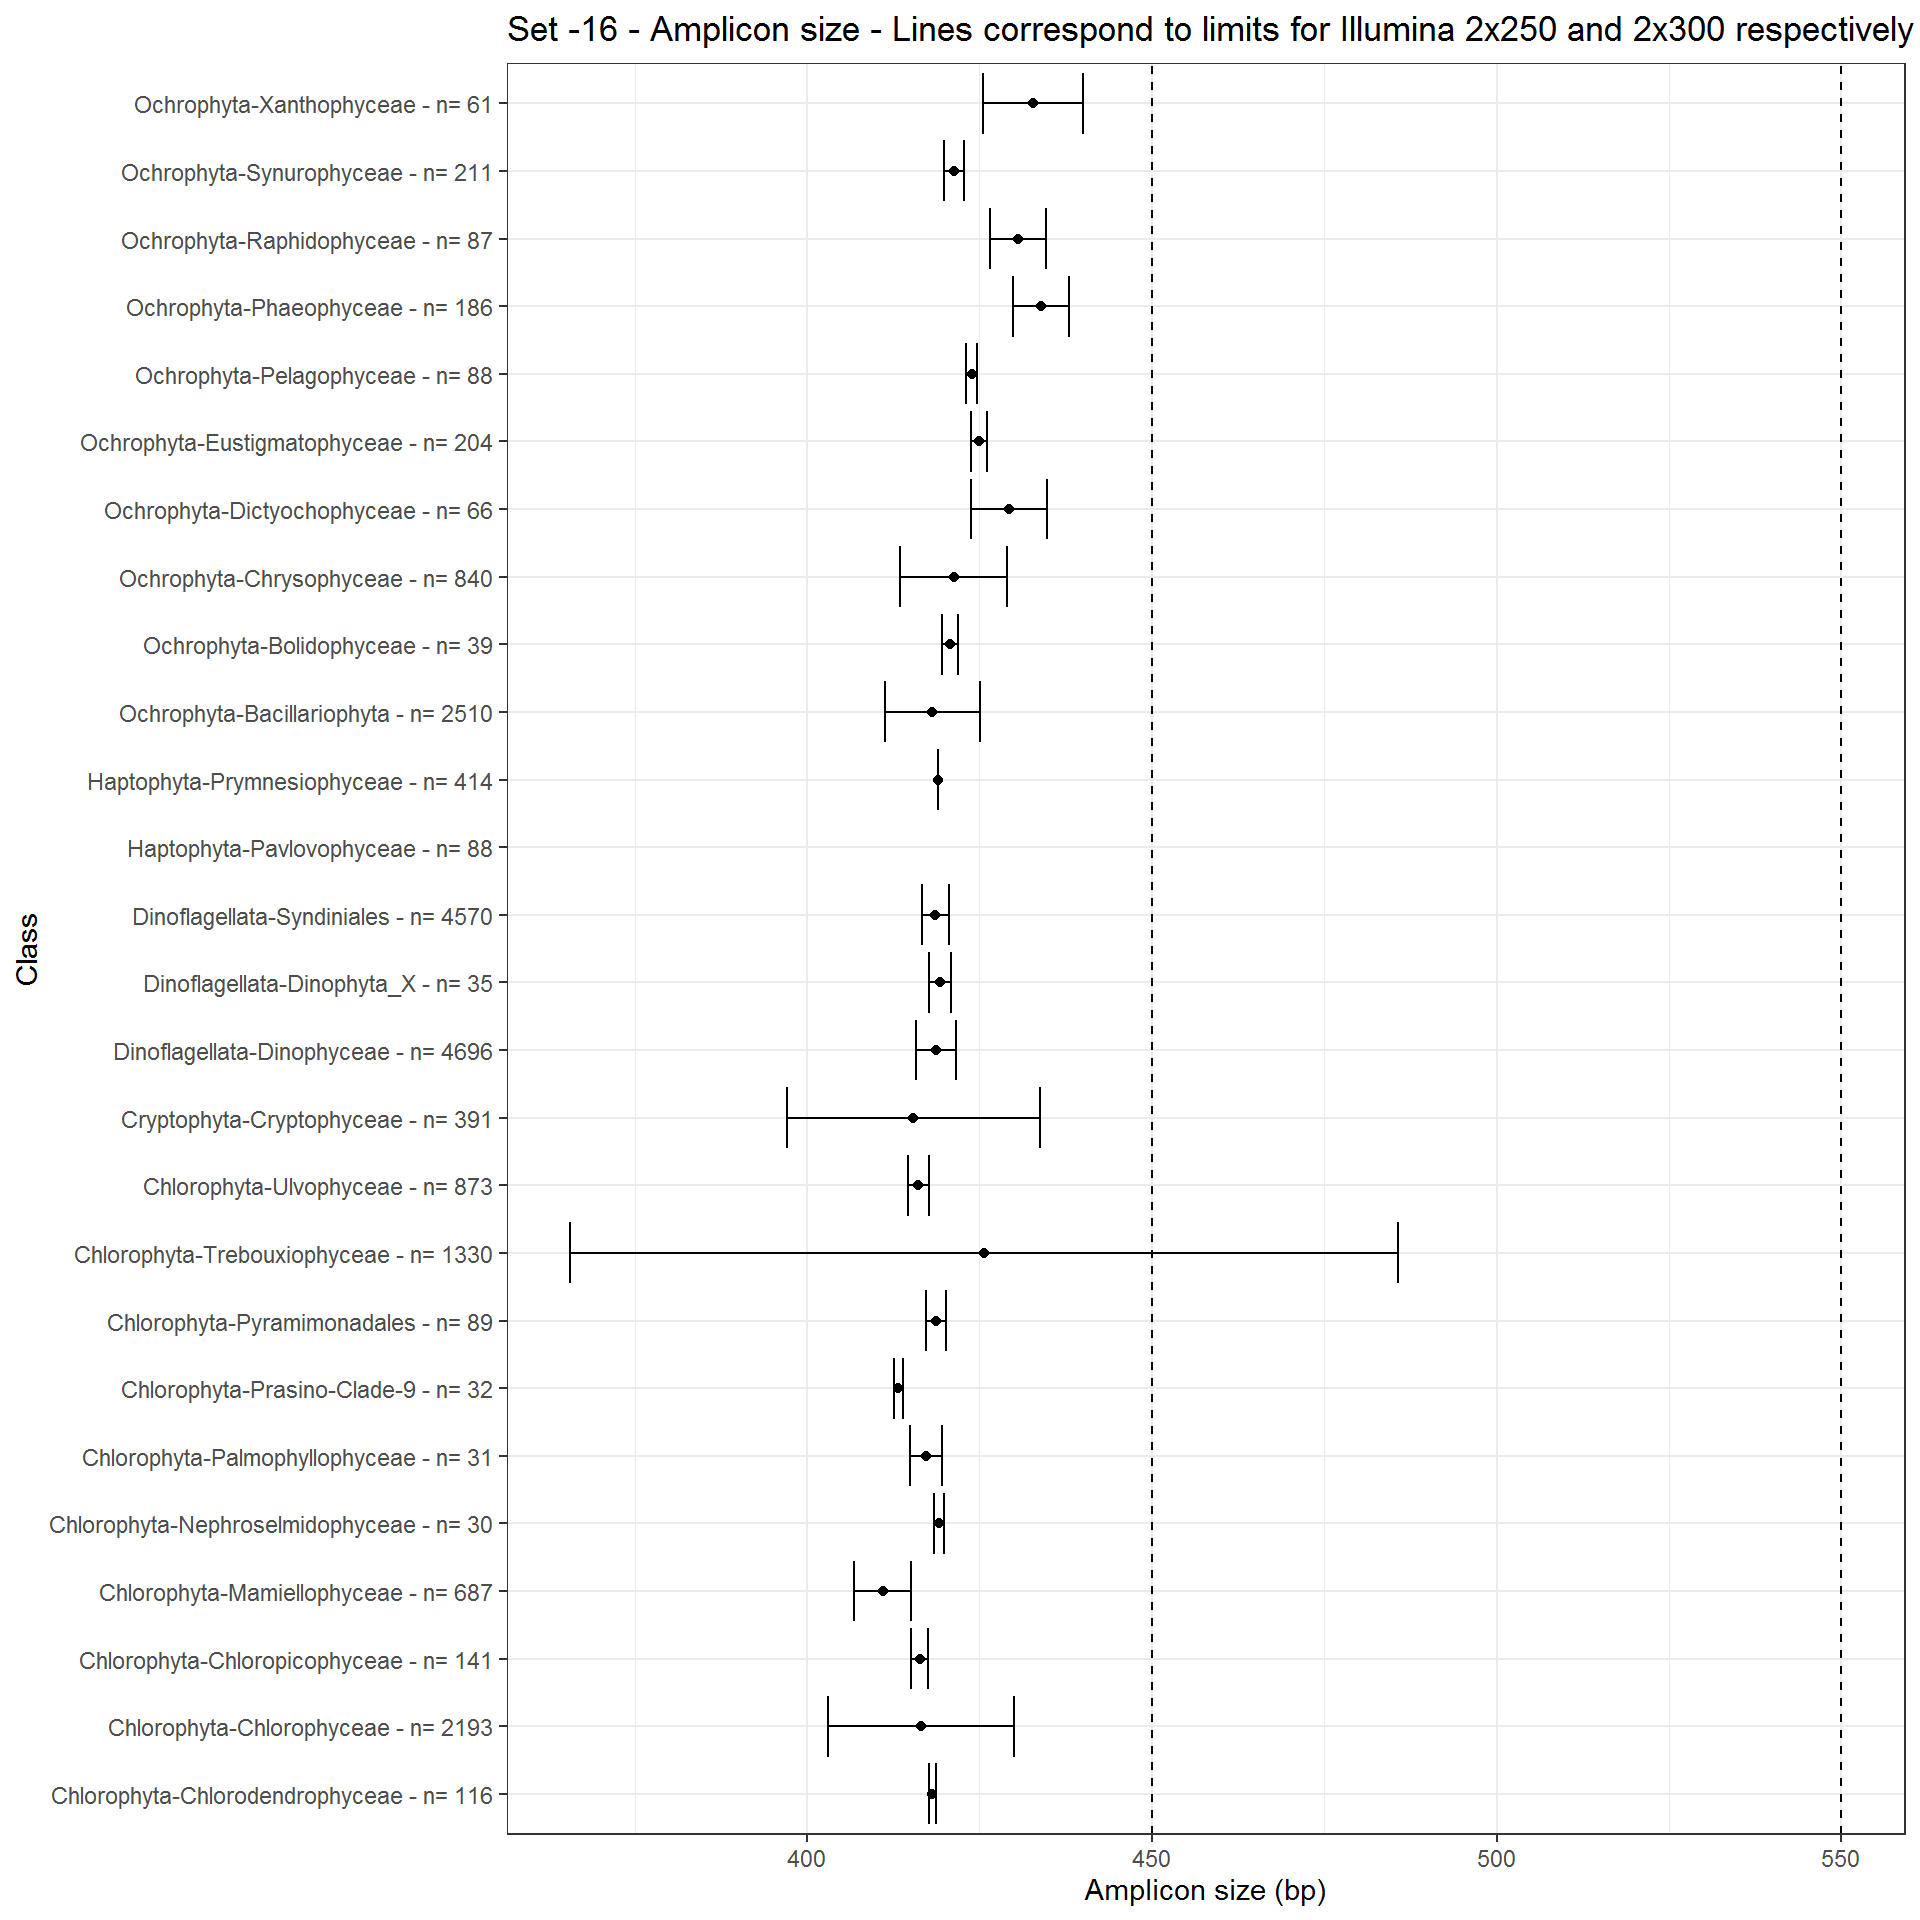 Set -16 - Amplicon size - Lines correspond to limits for Illumina 2x250 and 2x300 respectively
Ochrophyta-Xanthophyceae - n= 61
Ochrophyta-Synurophyceae - n= 211
Ochrophyta-Raphidophyceae - n= 87
Ochrophyta-Phaeophyceae - n= 186
Ochrophyta-Pelagophyceae - n= 88
Ochrophyta-Eustigmatophyceae - n= 204
Ochrophyta-Dictyochophyceae - n= 66
Ochrophyta-Chrysophyceae - n= 840
Ochrophyta-Bolidophyceae - n= 39
Ochrophyta-Bacillariophyta - n= 2510
Haptophyta-Prymnesiophyceae - n= 414
Haptophyta-Pavlovophyceae - n= 88
Dinoflagellata-Syndiniales - n= 4570
Dinoflagellata-Dinophyta_X - n= 35
Dinoflagellata-Dinophyceae - n= 4696
Cryptophyta-Cryptophyceae - n= 391
Chlorophyta-Ulvophyceae - n= 873
Chlorophyta-Trebouxiophyceae - n= 1330
Chlorophyta-Pyramimonadales - n= 89
Chlorophyta-Prasino-Clade-9 - n= 32
Chlorophyta-Palmophyllophyceae - n= 31
Chlorophyta-Nephroselmidophyceae - n= 30
Chlorophyta-Mamiellophyceae - n= 687
Chlorophyta-Chloropicophyceae - n= 141
Chlorophyta-Chlorophyceae - n= 2193
Chlorophyta-Chlorodendrophyceae - n= 116
Class
400 450 500 550
Amplicon size (bp)